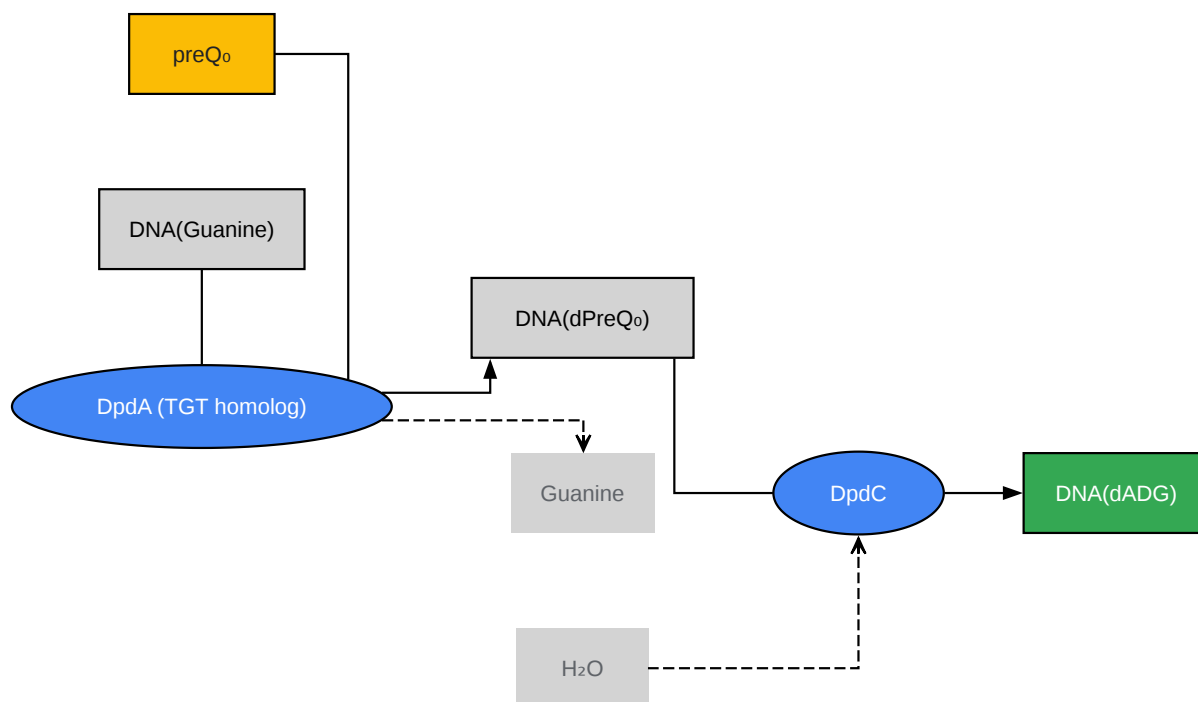 preQ₀
DNA(Guanine)
DNA(dPreQ₀)
DpdA (TGT homolog)
Guanine
DpdC
DNA(dADG)
H₂O